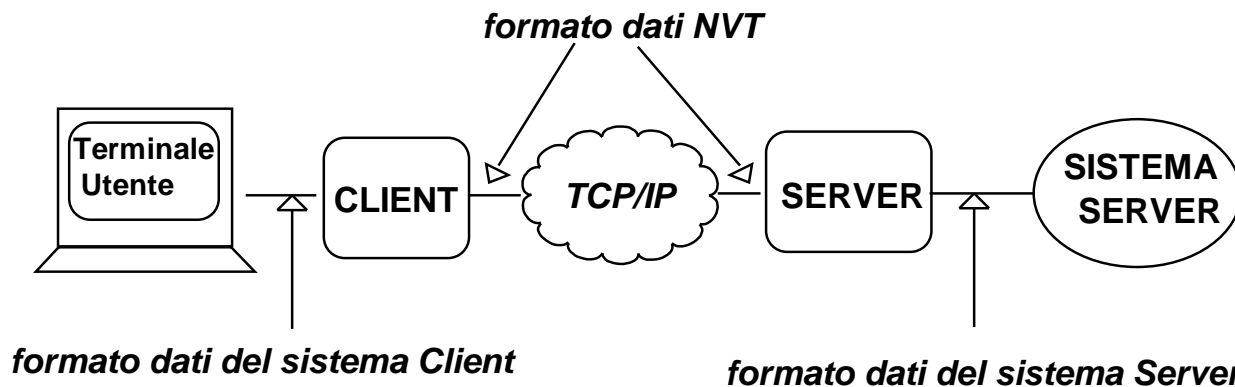 formato dati NVT
Terminale
Utente
CLIENT
TCP/IP
SERVER
SISTEMA
SERVER
formato dati del sistema Client
formato dati del sistema Server